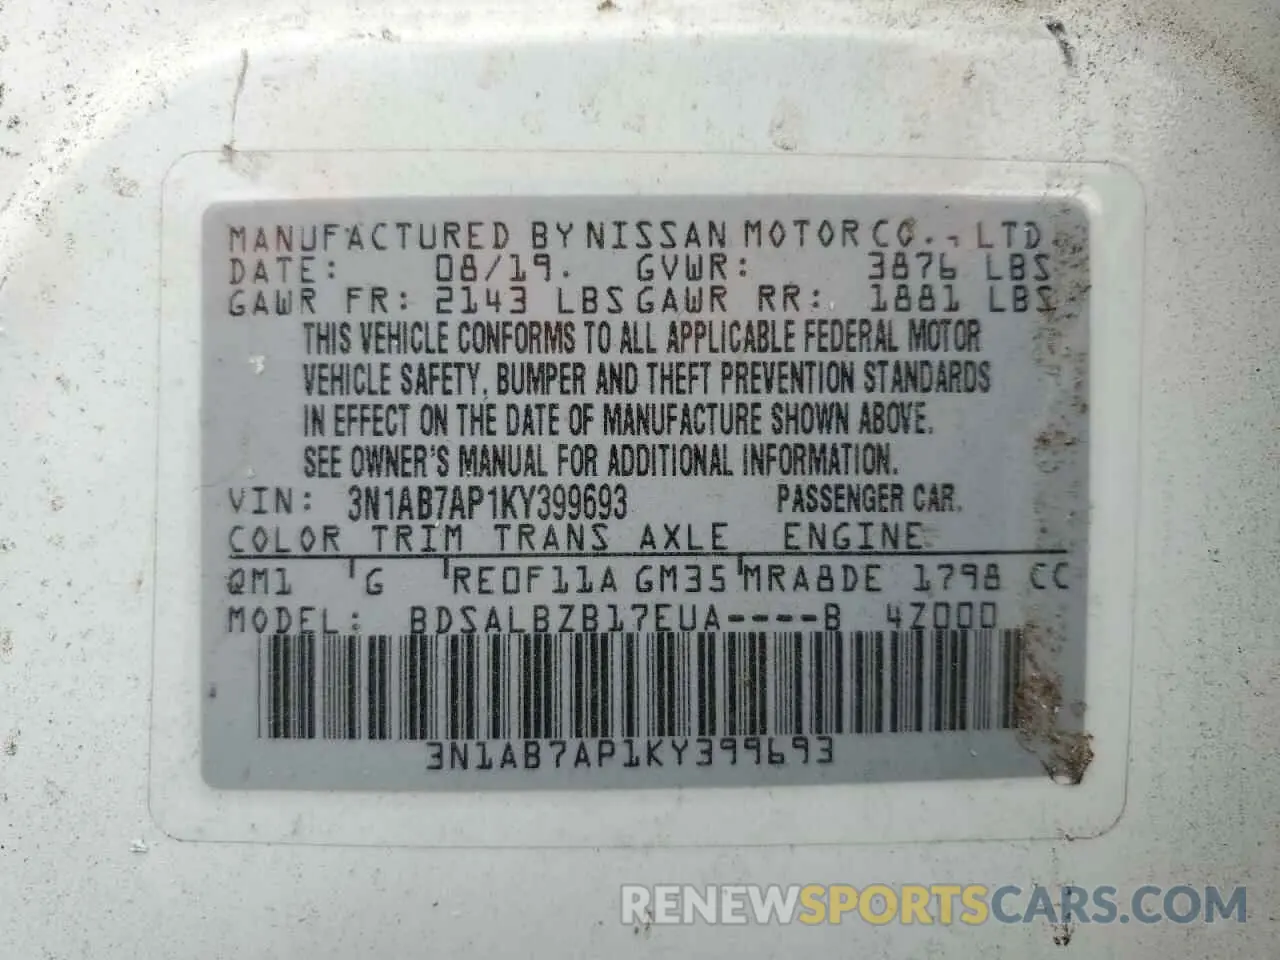 MANUFACTURED BY NISSAN MOTOR CO., LTD.
DATE: 08/19. GVWR: 3876 LBS
GAWR FR: 2143 LBS GAWR RR: 1881 LBS
THIS VEHICLE CONFORMS TO ALL APPLICABLE FEDERAL MOTOR
VEHICLE SAFETY, BUMPER AND THEFT PREVENTION STANDARDS
IN EFFECT ON THE DATE OF MANUFACTURE SHOWN ABOVE.
SEE OWNER'S MANUAL FOR ADDITIONAL INFORMATION.
VIN: 3N1AB7AP1KY399693 PASSENGER CAR.
COLOR TRIM TRANS AXLE ENGINE
QM1 G RE0F11A GM35 MRA8DE 1798 CC
MODEL: BDSALBZB17EUA----B 4Z000
3N1AB7AP1KY399693
RENEWSPORTSCARS.COM